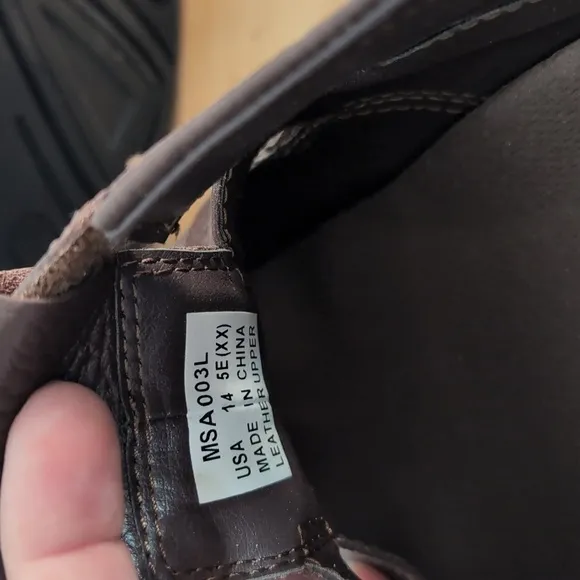 MSA003L
USA 14 5E(XX)
MADE IN CHINA
LEATHER UPPER